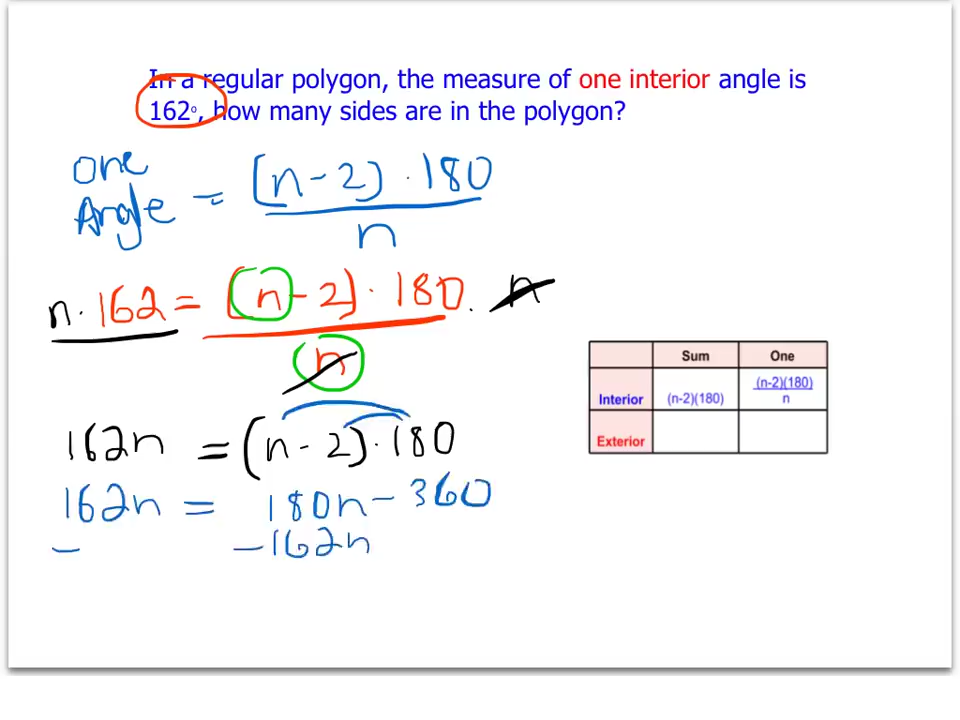 In a regular polygon, the measure of one interior angle is
162°, how many sides are in the polygon?
One
Angle = (n-2) · 180
n
n · 162 = (n-2) · 180 · n
n
162n = (n-2) · 180
162n = 180n - 360
- -162n
Sum One
Interior (n-2)(180) (n-2)(180)
n
Exterior